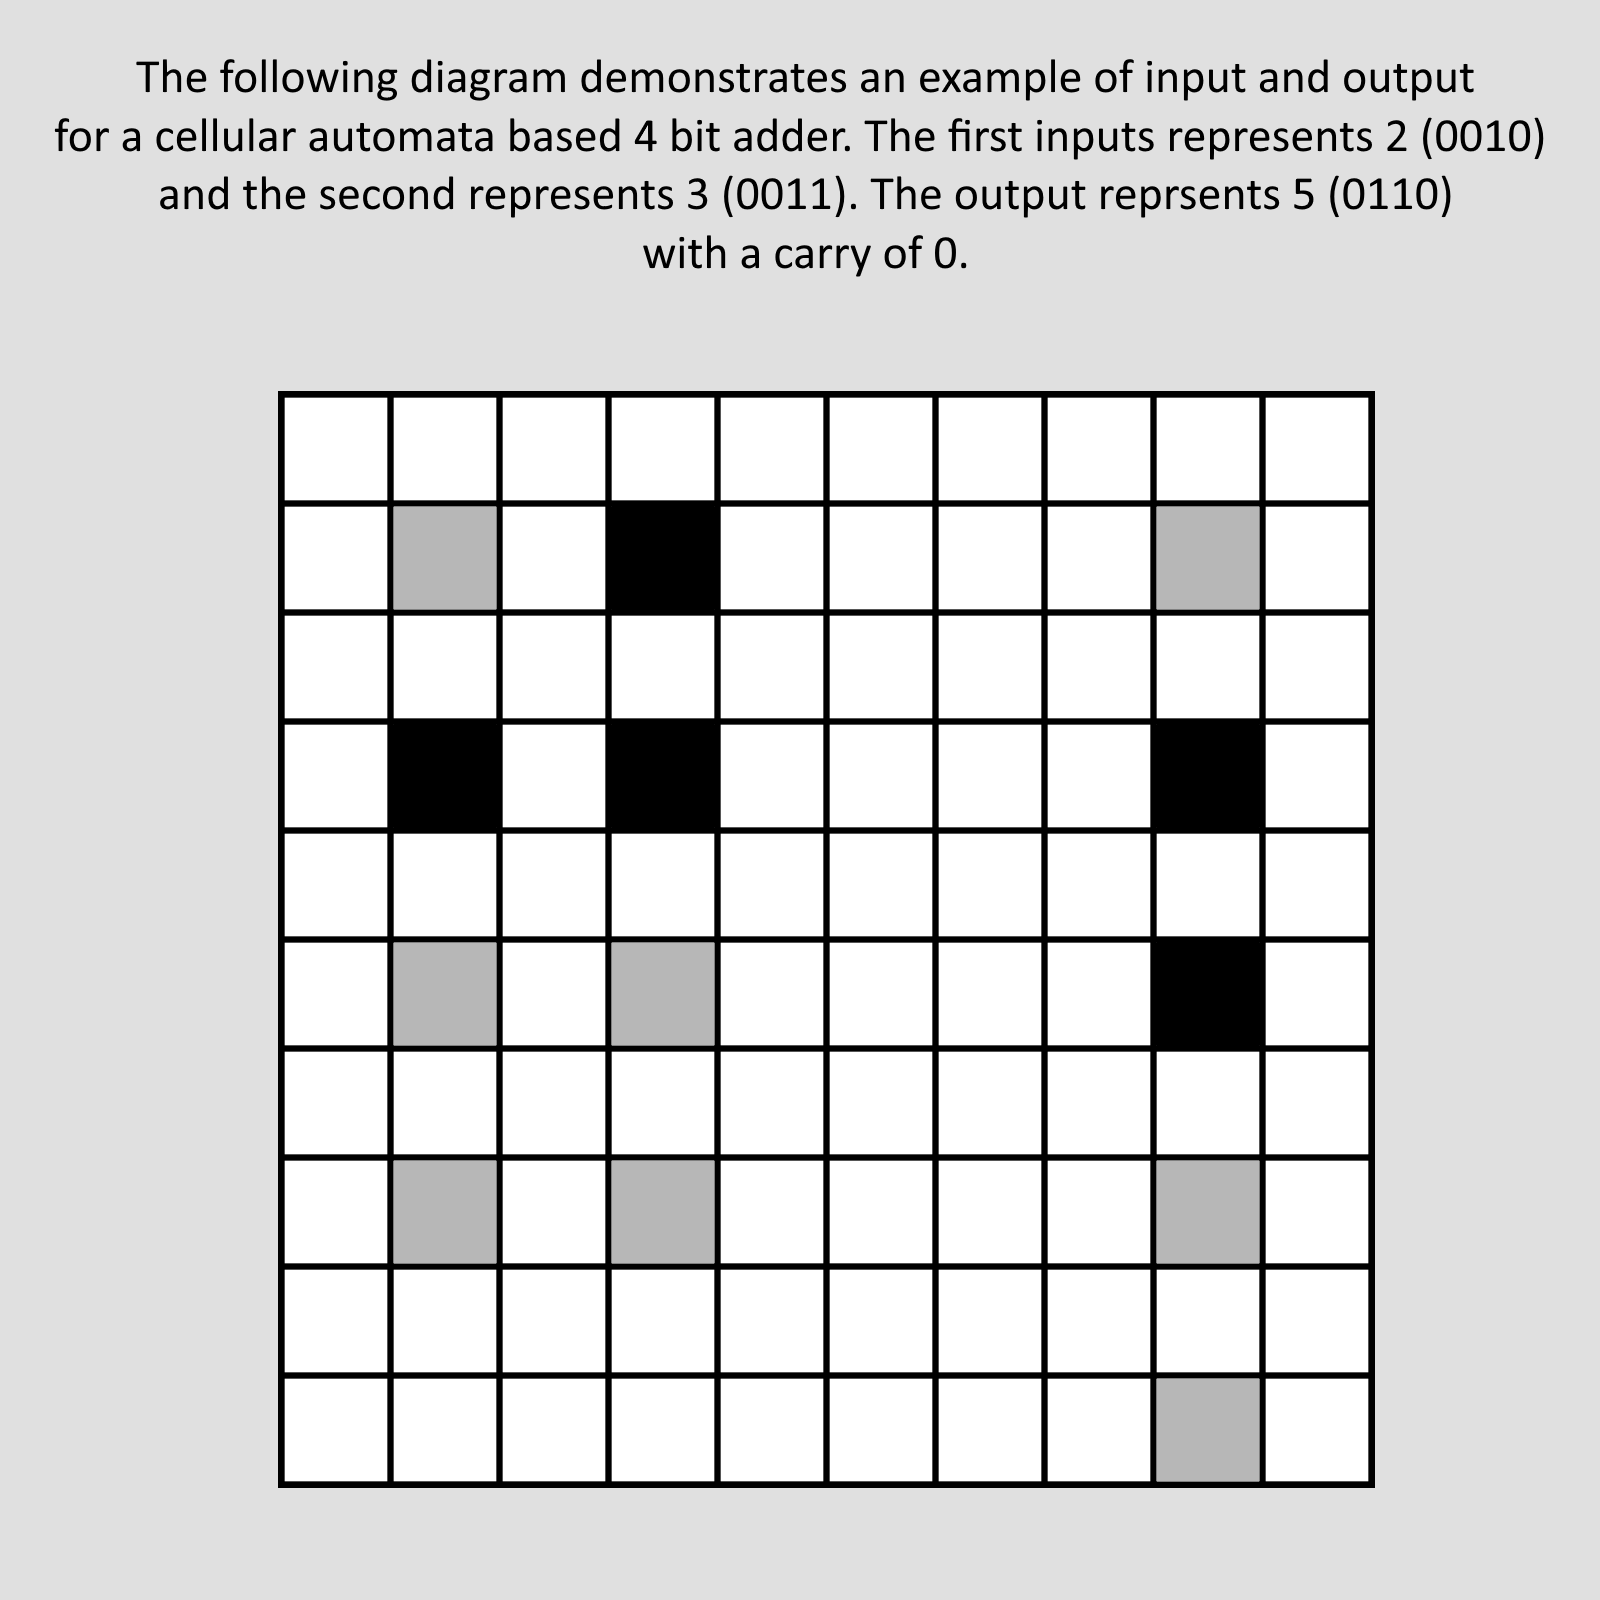 The following diagram demonstrates an example of input and output
for a cellular automata based 4 bit adder. The first inputs represents 2 (0010)
and the second represents 3 (0011). The output reprsents 5 (0110)
with a carry of 0.